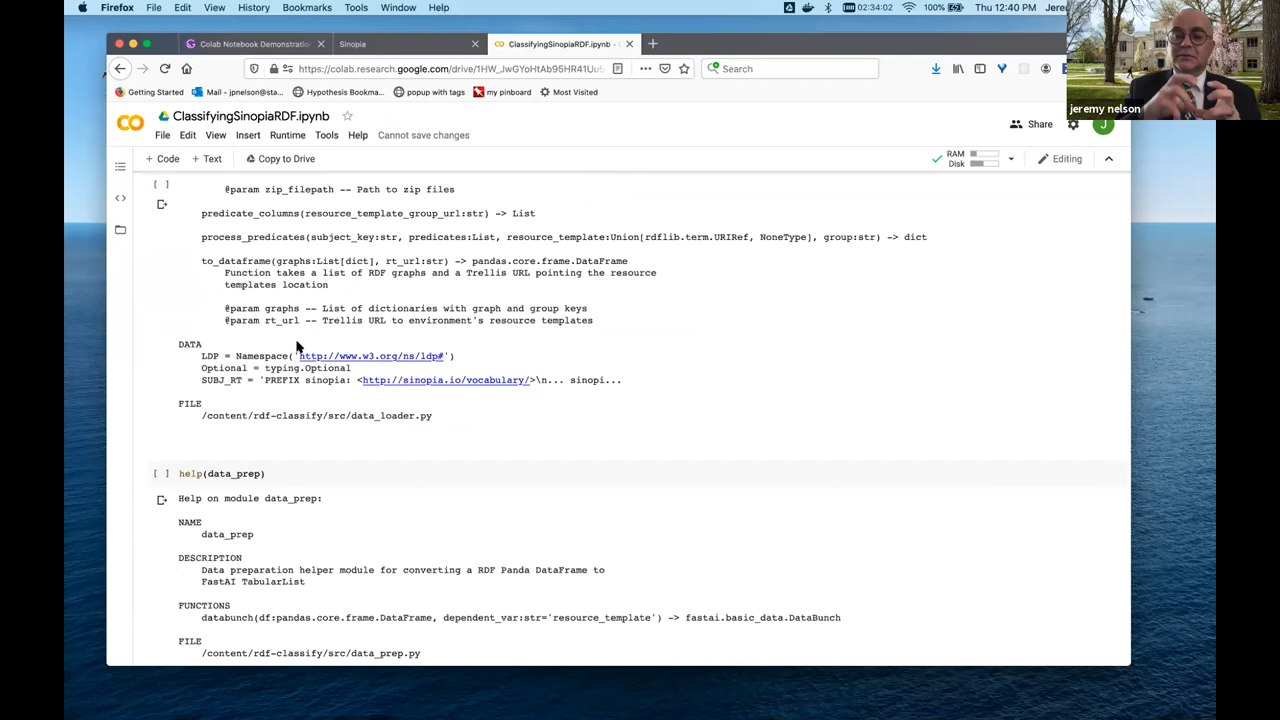 Firefox File Edit View History Bookmarks Tools Window Help 02:34:02 100% Thu 12:40 PM Jere
Colab Notebook Demonstratio × Sinopia × ClassifyingSinopiaRDF.ipynb - × +
https://colab.research.google.com/drive/1HW_JwGYoHtAb95HR41Uu5 Search
Getting Started Mail - jpnelson@sta... Hypothesis Bookma... popup with tags my pinboard Most Visited
jeremy nelson
ClassifyingSinopiaRDF.ipynb
File Edit View Insert Runtime Tools Help Cannot save changes
Share J
+ Code + Text Copy to Drive RAM Disk Editing
[ ] @param zip_filepath -- Path to zip files
predicate_columns(resource_template_group_url:str) -> List
process_predicates(subject_key:str, predicates:List, resource_template:Union[rdflib.term.URIRef, NoneType], group:str) -> dict
to_dataframe(graphs:List[dict], rt_url:str) -> pandas.core.frame.DataFrame
Function takes a list of RDF graphs and a Trellis URL pointing the resource
templates location
@param graphs -- List of dictionaries with graph and group keys
@param rt_url -- Trellis URL to environment's resource templates
DATA
LDP = Namespace('http://www.w3.org/ns/ldp#')
Optional = typing.Optional
SUBJ_RT = 'PREFIX sinopia: <http://sinopia.io/vocabulary/>\n... sinopi...
FILE
/content/rdf-classify/src/data_loader.py
[ ] help(data_prep)
Help on module data_prep:
NAME
data_prep
DESCRIPTION
Data preparation helper module for converting a RDF Panda DataFrame to
FastAI TabularList
FUNCTIONS
databunch(df:pandas.core.frame.DataFrame, dependent_var:str='resource_template') -> fastai.basic_data.DataBunch
FILE
/content/rdf-classify/src/data_prep.py